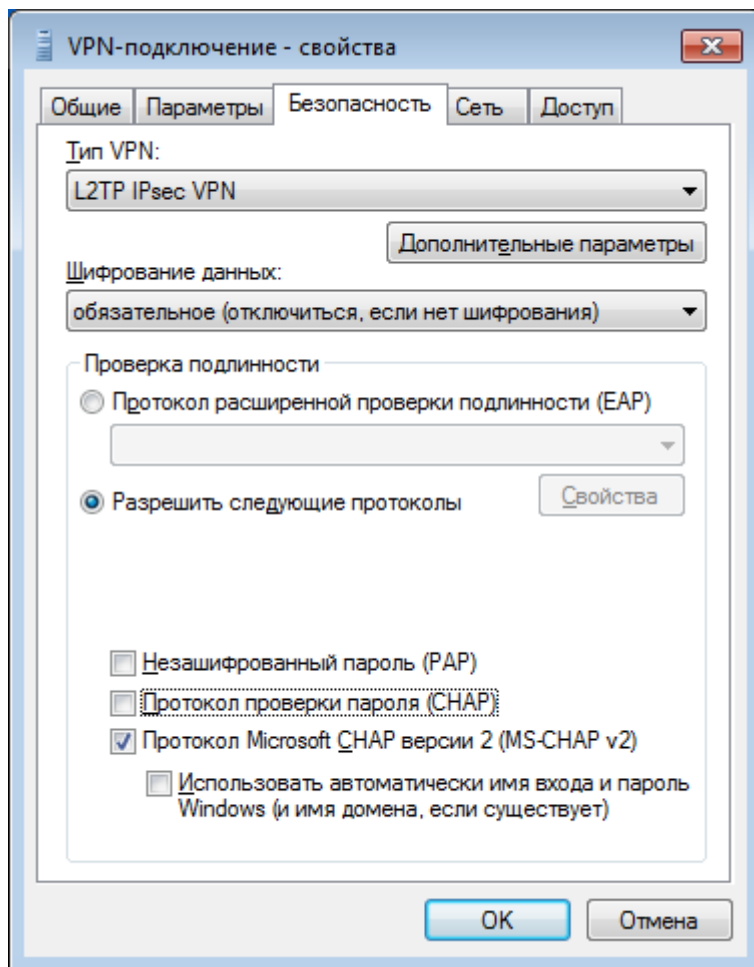 VPN-подключение - свойства
Общие Параметры Безопасность Сеть Доступ
Тип VPN:
L2TP IPsec VPN
Дополнительные параметры
Шифрование данных:
обязательное (отключиться, если нет шифрования)
Проверка подлинности
Протокол расширенной проверки подлинности (EAP)
Разрешить следующие протоколы
Свойства
Незашифрованный пароль (PAP)
Протокол проверки пароля (CHAP)
Протокол Microsoft CHAP версии 2 (MS-CHAP v2)
Использовать автоматически имя входа и пароль
Windows (и имя домена, если существует)
OK Отмена